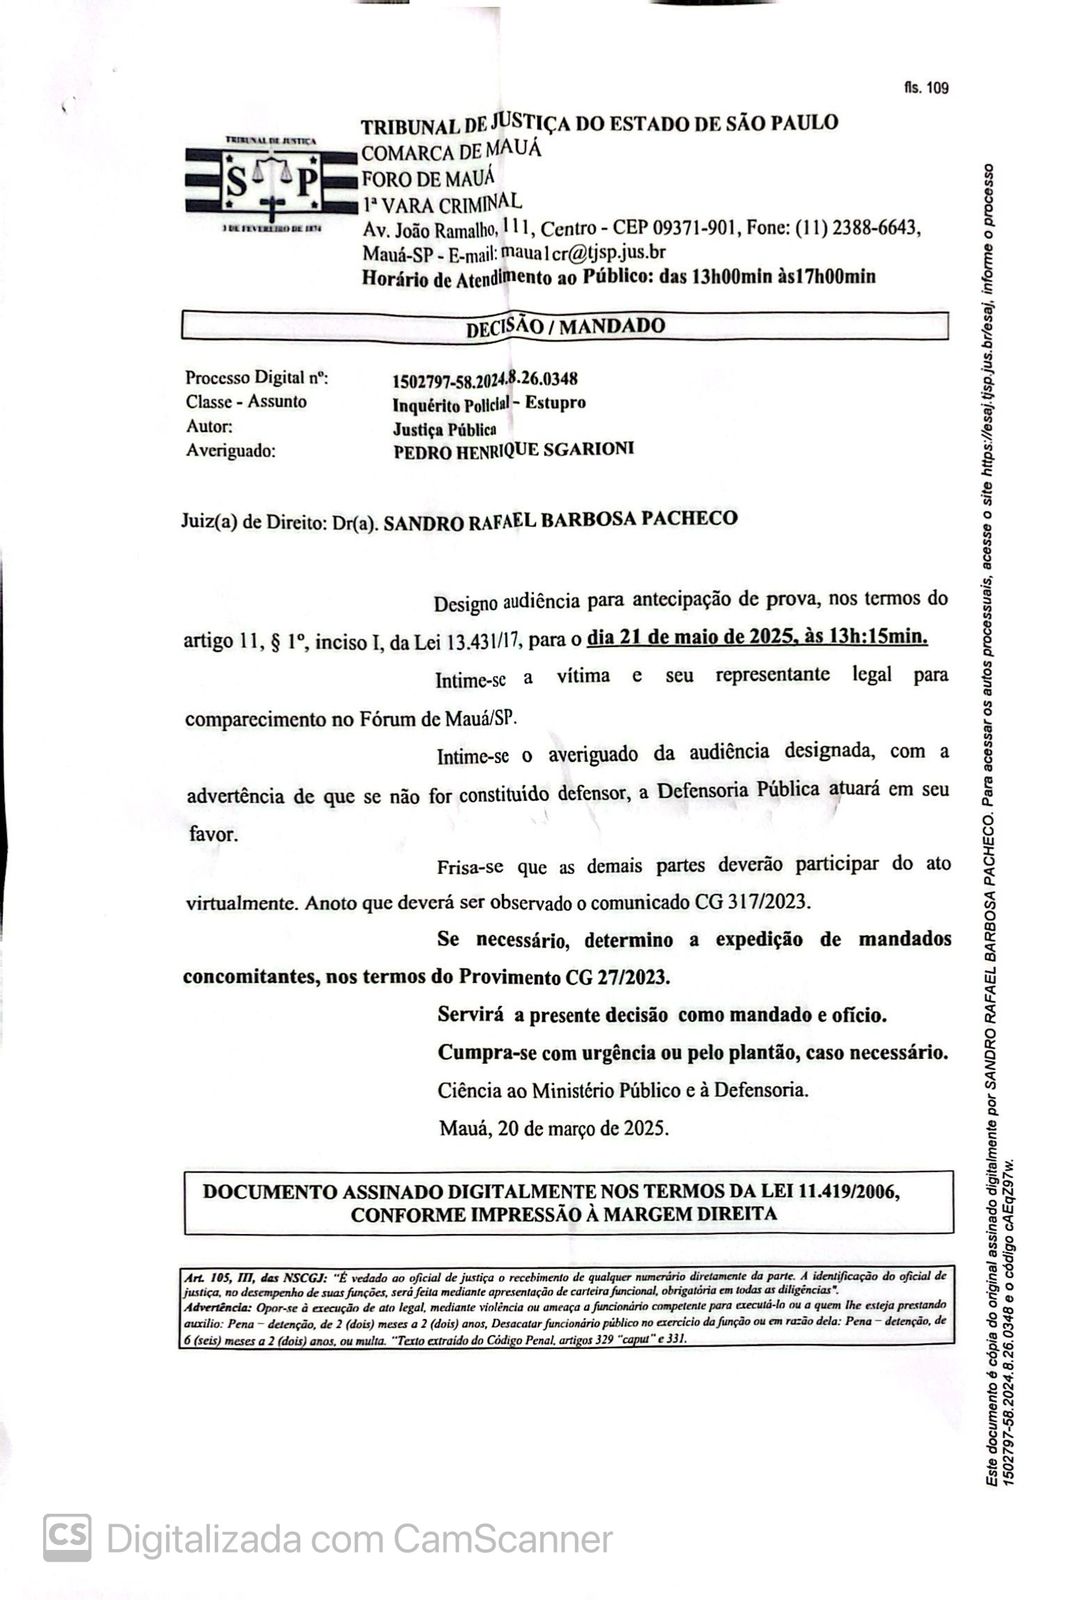 fls. 109
TRIBUNAL DE JUSTIÇA
S P
3 DE FEVEREIRO DE 1874
TRIBUNAL DE JUSTIÇA DO ESTADO DE SÃO PAULO
COMARCA DE MAUÁ
FORO DE MAUÁ
1ª VARA CRIMINAL
Av. João Ramalho, 111, Centro - CEP 09371-901, Fone: (11) 2388-6643,
Mauá-SP - E-mail: maua1cr@tjsp.jus.br
Horário de Atendimento ao Público: das 13h00min às17h00min
DECISÃO / MANDADO
Processo Digital nº: 1502797-58.2024.8.26.0348
Classe - Assunto Inquérito Policial - Estupro
Autor: Justiça Pública
Averiguado: PEDRO HENRIQUE SGARIONI
Juiz(a) de Direito: Dr(a). SANDRO RAFAEL BARBOSA PACHECO
Designo audiência para antecipação de prova, nos termos do
artigo 11, § 1º, inciso I, da Lei 13.431/17, para o dia 21 de maio de 2025, às 13h:15min.
Intime-se a vítima e seu representante legal para
comparecimento no Fórum de Mauá/SP.
Intime-se o averiguado da audiência designada, com a
advertência de que se não for constituído defensor, a Defensoria Pública atuará em seu
favor.
Frisa-se que as demais partes deverão participar do ato
virtualmente. Anoto que deverá ser observado o comunicado CG 317/2023.
Se necessário, determino a expedição de mandados
concomitantes, nos termos do Provimento CG 27/2023.
Servirá a presente decisão como mandado e ofício.
Cumpra-se com urgência ou pelo plantão, caso necessário.
Ciência ao Ministério Público e à Defensoria.
Mauá, 20 de março de 2025.
DOCUMENTO ASSINADO DIGITALMENTE NOS TERMOS DA LEI 11.419/2006,
CONFORME IMPRESSÃO À MARGEM DIREITA
Art. 105, III, das NSCGJ: "É vedado ao oficial de justiça o recebimento de qualquer numerário diretamente da parte. A identificação do oficial de
justiça, no desempenho de suas funções, será feita mediante apresentação de carteira funcional, obrigatória em todas as diligências".
Advertência: Opor-se à execução de ato legal, mediante violência ou ameaça a funcionário competente para executá-lo ou a quem lhe esteja prestando
auxílio: Pena – detenção, de 2 (dois) meses a 2 (dois) anos, Desacatar funcionário público no exercício da função ou em razão dela: Pena – detenção, de
6 (seis) meses a 2 (dois) anos, ou multa. "Texto extraído do Código Penal, artigos 329 "caput" e 331.
Este documento é cópia do original assinado digitalmente por SANDRO RAFAEL BARBOSA PACHECO. Para acessar os autos processuais, acesse o site https://esaj.tjsp.jus.br/esaj, informe o processo
1502797-58.2024.8.26.0348 e o código cAEqZ97w.
CS Digitalizada com CamScanner